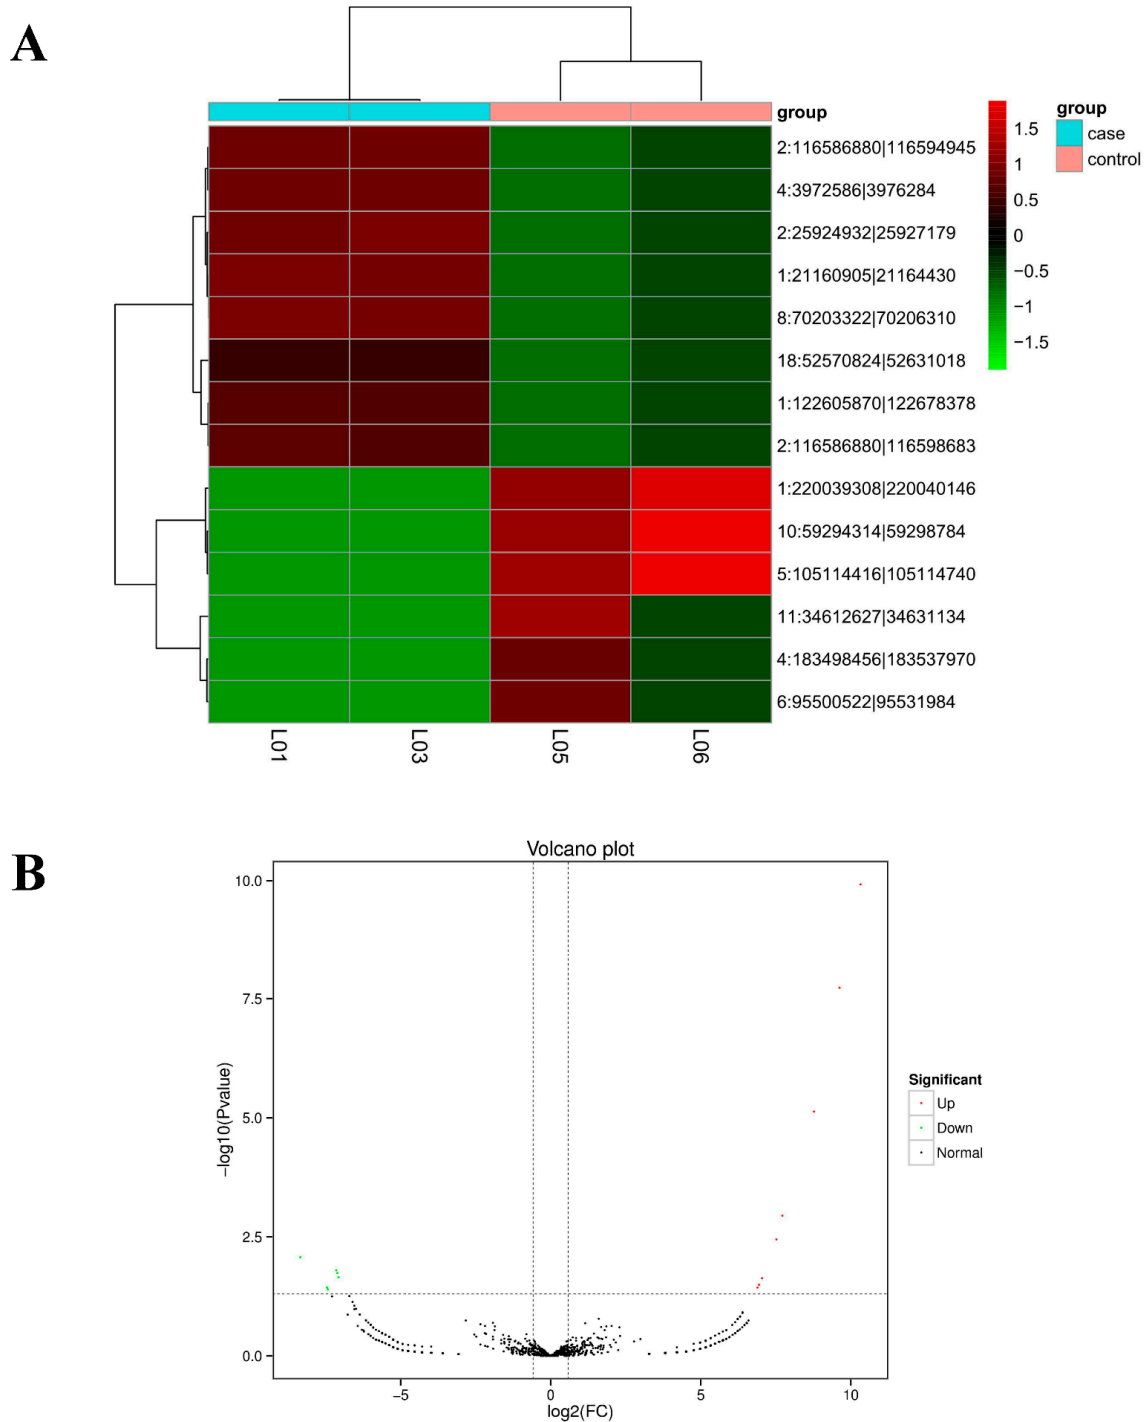 A
group
2:116586880|116594945
4:3972586|3976284
2:25924932|25927179
1:21160905|21164430
8:70203322|70206310
18:52570824|52631018
1:122605870|122678378
2:116586880|116598683
1:220039308|220040146
10:59294314|59298784
5:105114416|105114740
11:34612627|34631134
4:183498456|183537970
6:95500522|95531984
L01 L03 L05 L06
1.5
1
0.5
0
−0.5
−1
−1.5
group
case
control
B
Volcano plot
−log10(Pvalue)
10.0
7.5
5.0
2.5
0.0
−5 0 5 10
log2(FC)
Significant
Up
Down
Normal